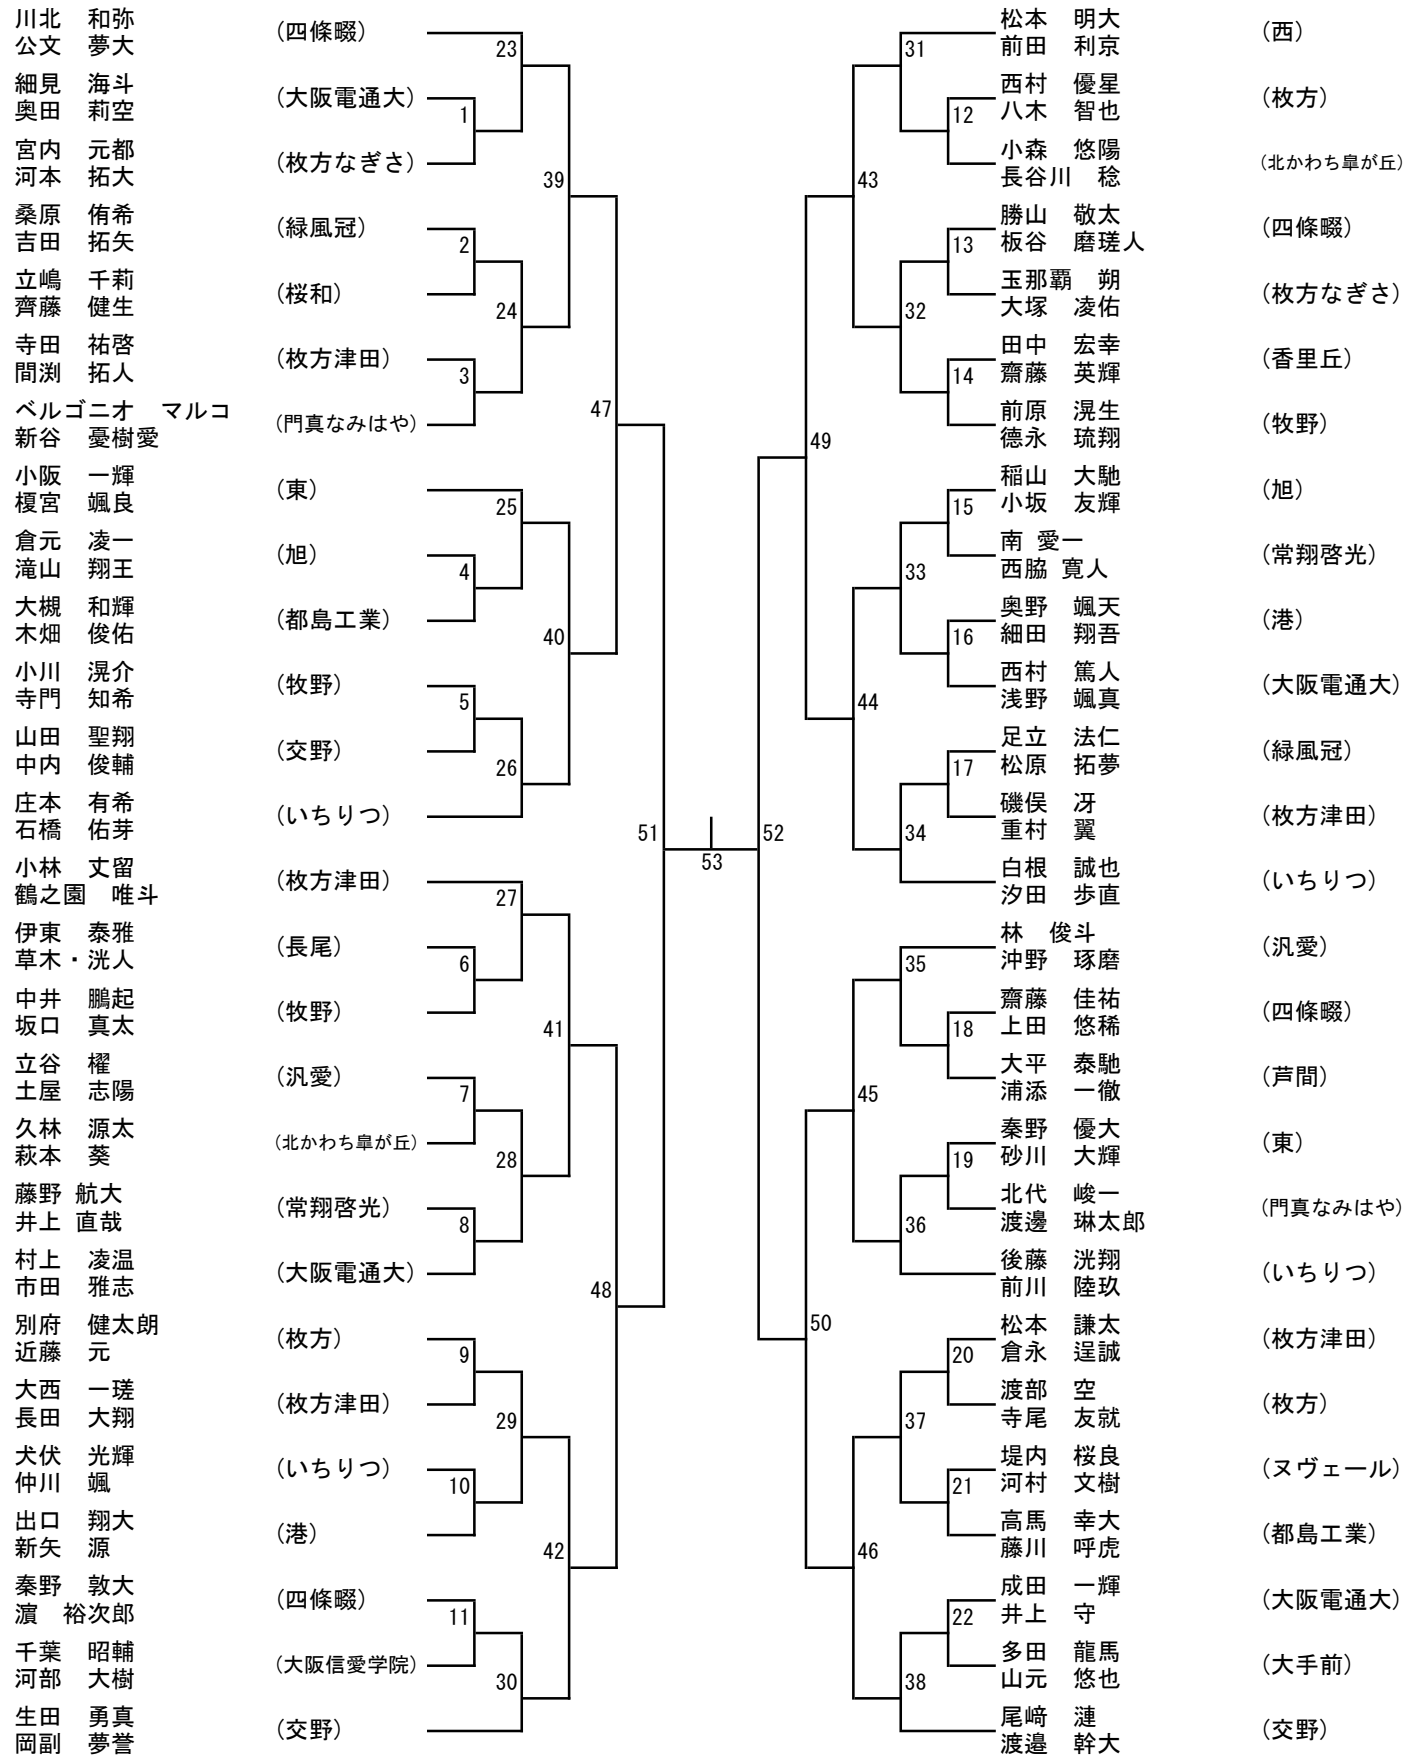 川北　和弥
公文　夢大
(四條畷)
23
細見　海斗
奥田　莉空
(大阪電通大)
1
宮内　元都
河本　拓大
(枚方なぎさ)
39
桑原　侑希
吉田　拓矢
(緑風冠)
2
立嶋　千莉
齊藤　健生
(桜和)
24
寺田　祐啓
間渕　拓人
(枚方津田)
3
ベルゴニオ　マルコ
新谷　憂樹愛
(門真なみはや)
47
小阪　一輝
榎宮　颯良
(東)
25
倉元　凌一
滝山　翔王
(旭)
4
大槻　和輝
木畑　俊佑
(都島工業)
40
小川　滉介
寺門　知希
(牧野)
5
山田　聖翔
中内　俊輔
(交野)
26
庄本　有希
石橋　佑芽
(いちりつ)
51
53
小林　丈留
鶴之園　唯斗
(枚方津田)
27
伊東　泰雅
草木・洸人
(長尾)
6
中井　鵬起
坂口　真太
(牧野)
41
立谷　櫂
土屋　志陽
(汎愛)
7
久林　源太
萩本　葵
(北かわち皐が丘)
28
藤野 航大
井上 直哉
(常翔啓光)
8
村上　凌温
市田　雅志
(大阪電通大)
48
別府　健太朗
近藤　元
(枚方)
9
大西　一瑳
長田　大翔
(枚方津田)
29
犬伏　光輝
仲川　颯
(いちりつ)
10
出口　翔大
新矢　源
(港)
42
秦野　敦大
濵　裕次郎
(四條畷)
11
千葉　昭輔
河部　大樹
(大阪信愛学院)
30
生田　勇真
岡副　夢誉
(交野)
松本　明大
前田　利京
(西)
31
西村　優星
八木　智也
(枚方)
12
小森　悠陽
長谷川　稔
(北かわち皐が丘)
43
勝山　敬太
板谷　磨瑳人
(四條畷)
13
玉那覇　朔
大塚　凌佑
(枚方なぎさ)
32
田中　宏幸
齋藤　英輝
(香里丘)
14
前原　滉生
德永　琉翔
(牧野)
49
稲山　大馳
小坂　友輝
(旭)
15
南 愛一
西脇 寛人
(常翔啓光)
33
奥野　颯天
細田　翔吾
(港)
16
西村　篤人
浅野　颯真
(大阪電通大)
44
足立　法仁
松原　拓夢
(緑風冠)
17
磯俣　冴
重村　翼
(枚方津田)
34
52
白根　誠也
汐田　歩直
(いちりつ)
林　俊斗
沖野　琢磨
(汎愛)
35
齋藤　佳祐
上田　悠稀
(四條畷)
18
大平　泰馳
浦添　一徹
(芦間)
45
秦野　優大
砂川　大輝
(東)
19
北代　峻一
渡邊　琳太郎
(門真なみはや)
36
後藤　洸翔
前川　陸玖
(いちりつ)
50
松本　謙太
倉永　逞誠
(枚方津田)
20
渡部　空
寺尾　友就
(枚方)
37
堤内　桜良
河村　文樹
(ヌヴェール)
21
高馬　幸大
藤川　呼虎
(都島工業)
46
成田　一輝
井上　守
(大阪電通大)
22
多田　龍馬
山元　悠也
(大手前)
38
尾﨑　漣
渡邉　幹大
(交野)